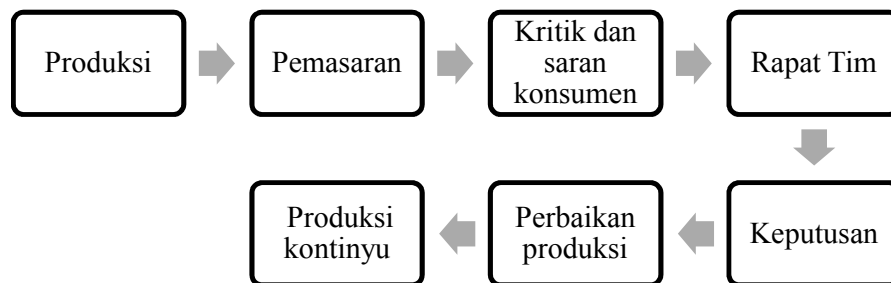 Produksi
Pemasaran
Kritik dan
saran
konsumen
Rapat Tim
Keputusan
Perbaikan
produksi
Produksi
kontinyu